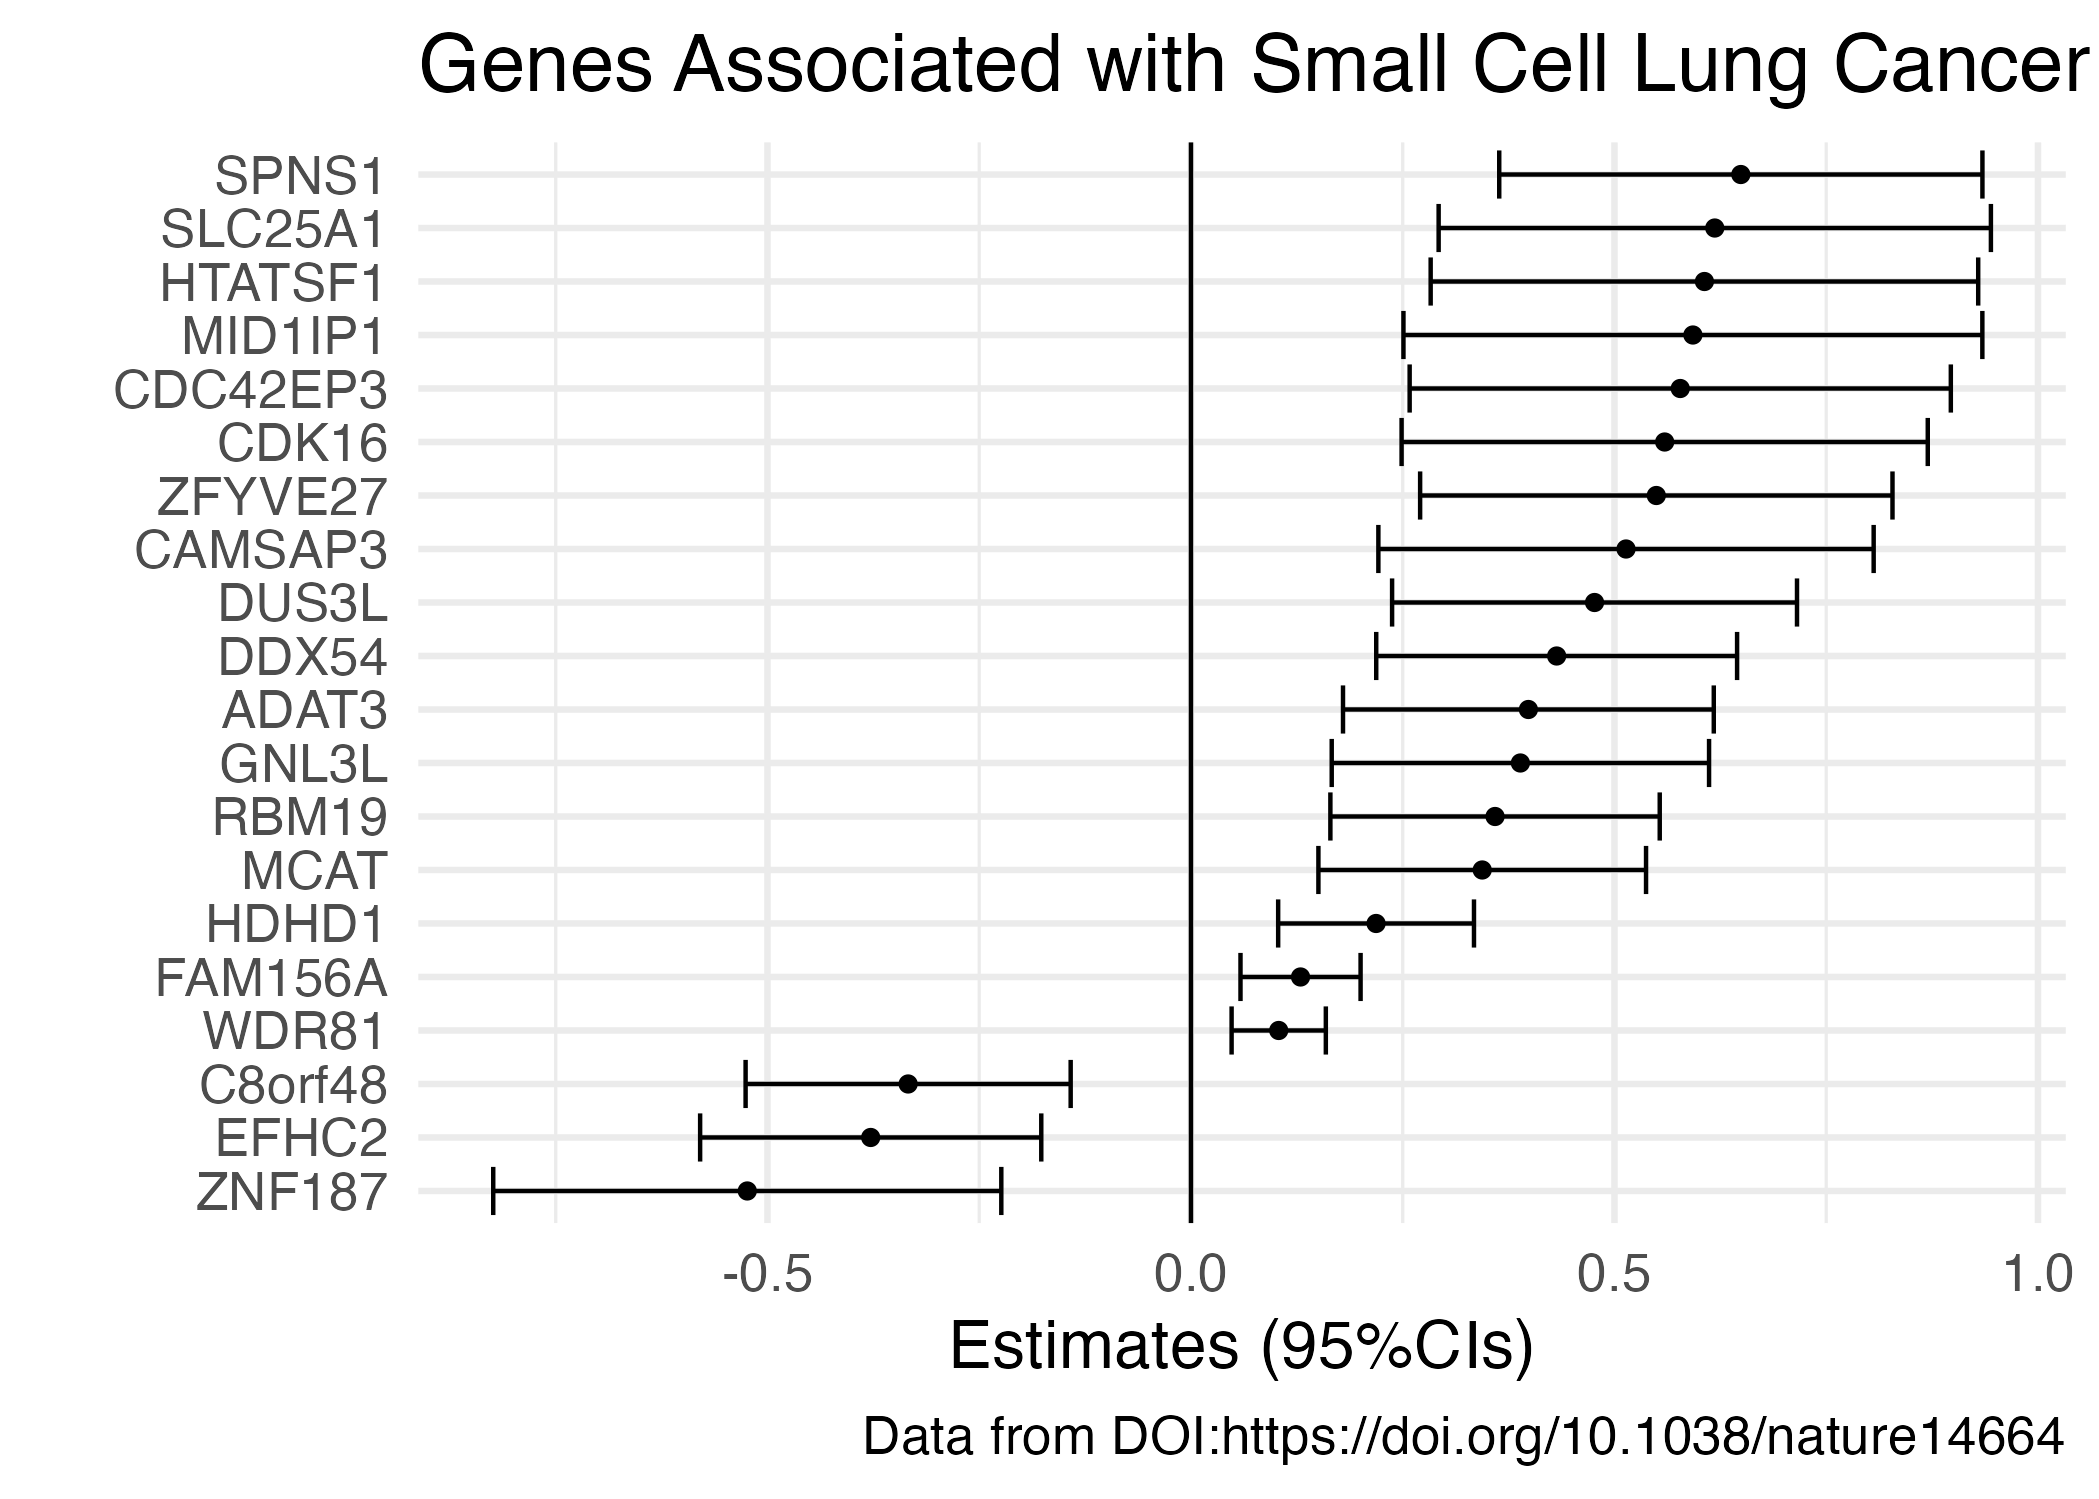 Genes Associated with Small Cell Lung Cancer
SPNS1
SLC25A1
HTATSF1
MID1IP1
CDC42EP3
CDK16
ZFYVE27
CAMSAP3
DUS3L
DDX54
ADAT3
GNL3L
RBM19
MCAT
HDHD1
FAM156A
WDR81
C8orf48
EFHC2
ZNF187
-0.5 0.0 0.5 1.0
Estimates (95%CIs)
Data from DOI:https://doi.org/10.1038/nature14664